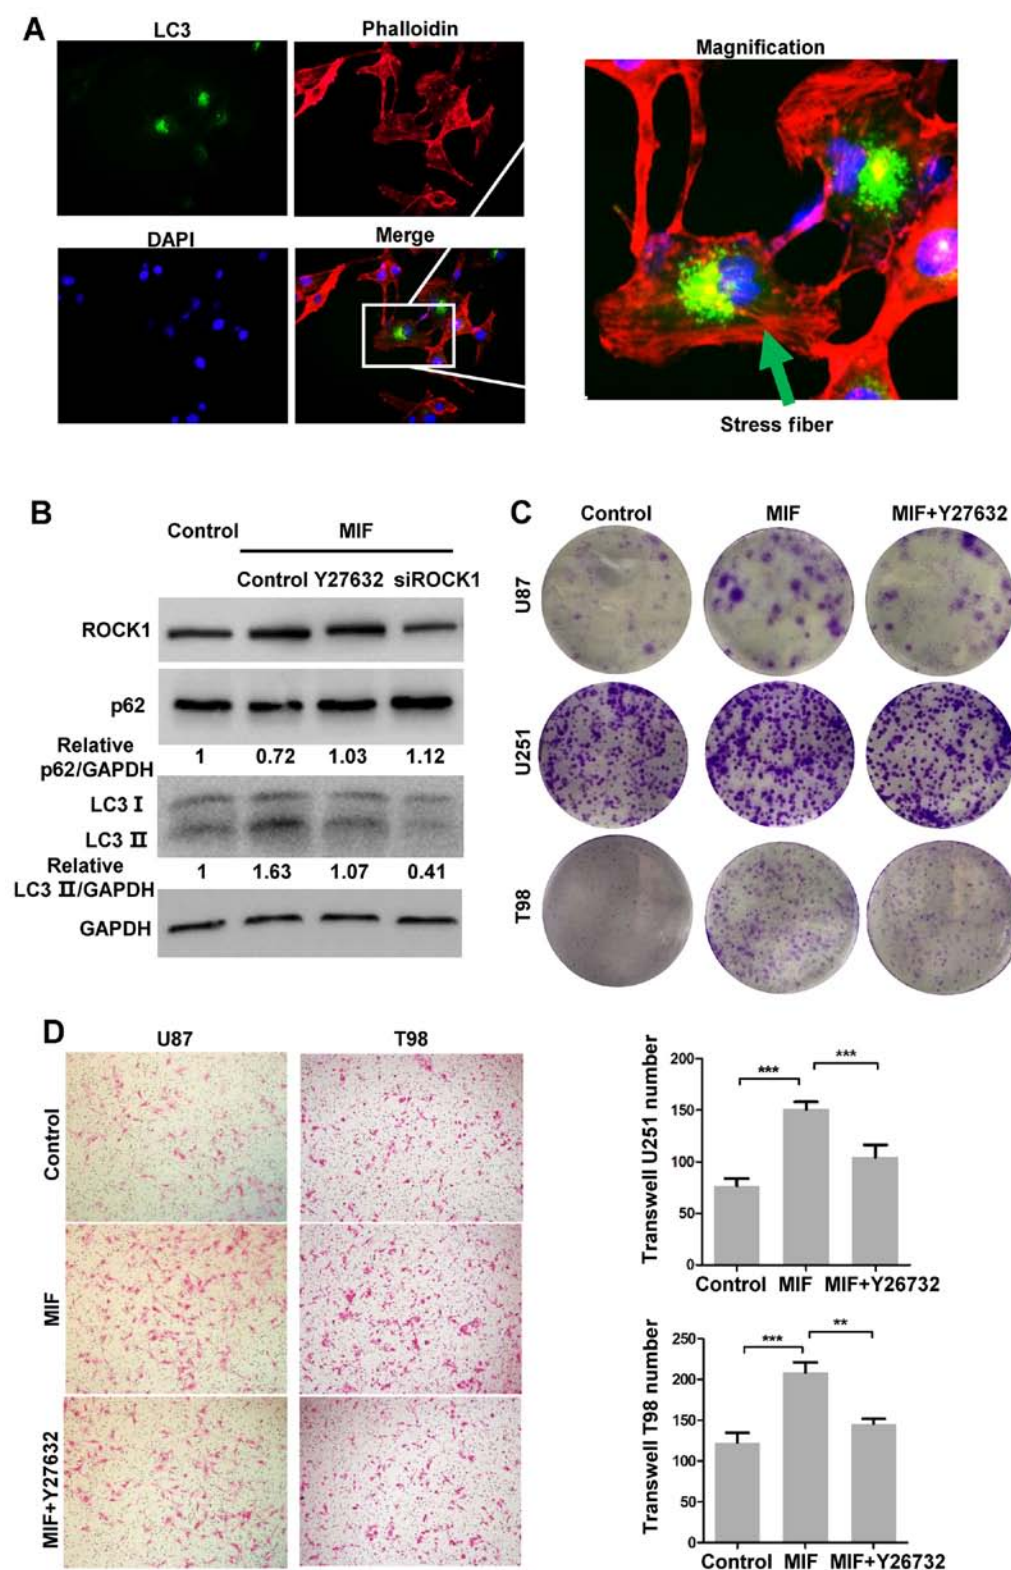 A
LC3
Phalloidin
Magnification
DAPI
Merge
Stress fiber
B
Control
MIF
Control Y27632 siROCK1
ROCK1
p62
Relative
p62/GAPDH
1 0.72 1.03 1.12
LC3 I
LC3 II
Relative
LC3 II/GAPDH
1 1.63 1.07 0.41
GAPDH
C
Control MIF MIF+Y27632
U87
U251
T98
D
U87 T98
Control
MIF
MIF+Y27632
Transwell U251 number
200
150
100
50
0
*** ***
Control MIF MIF+Y26732
Transwell T98 number
250
200
150
100
50
0
*** **
Control MIF MIF+Y26732